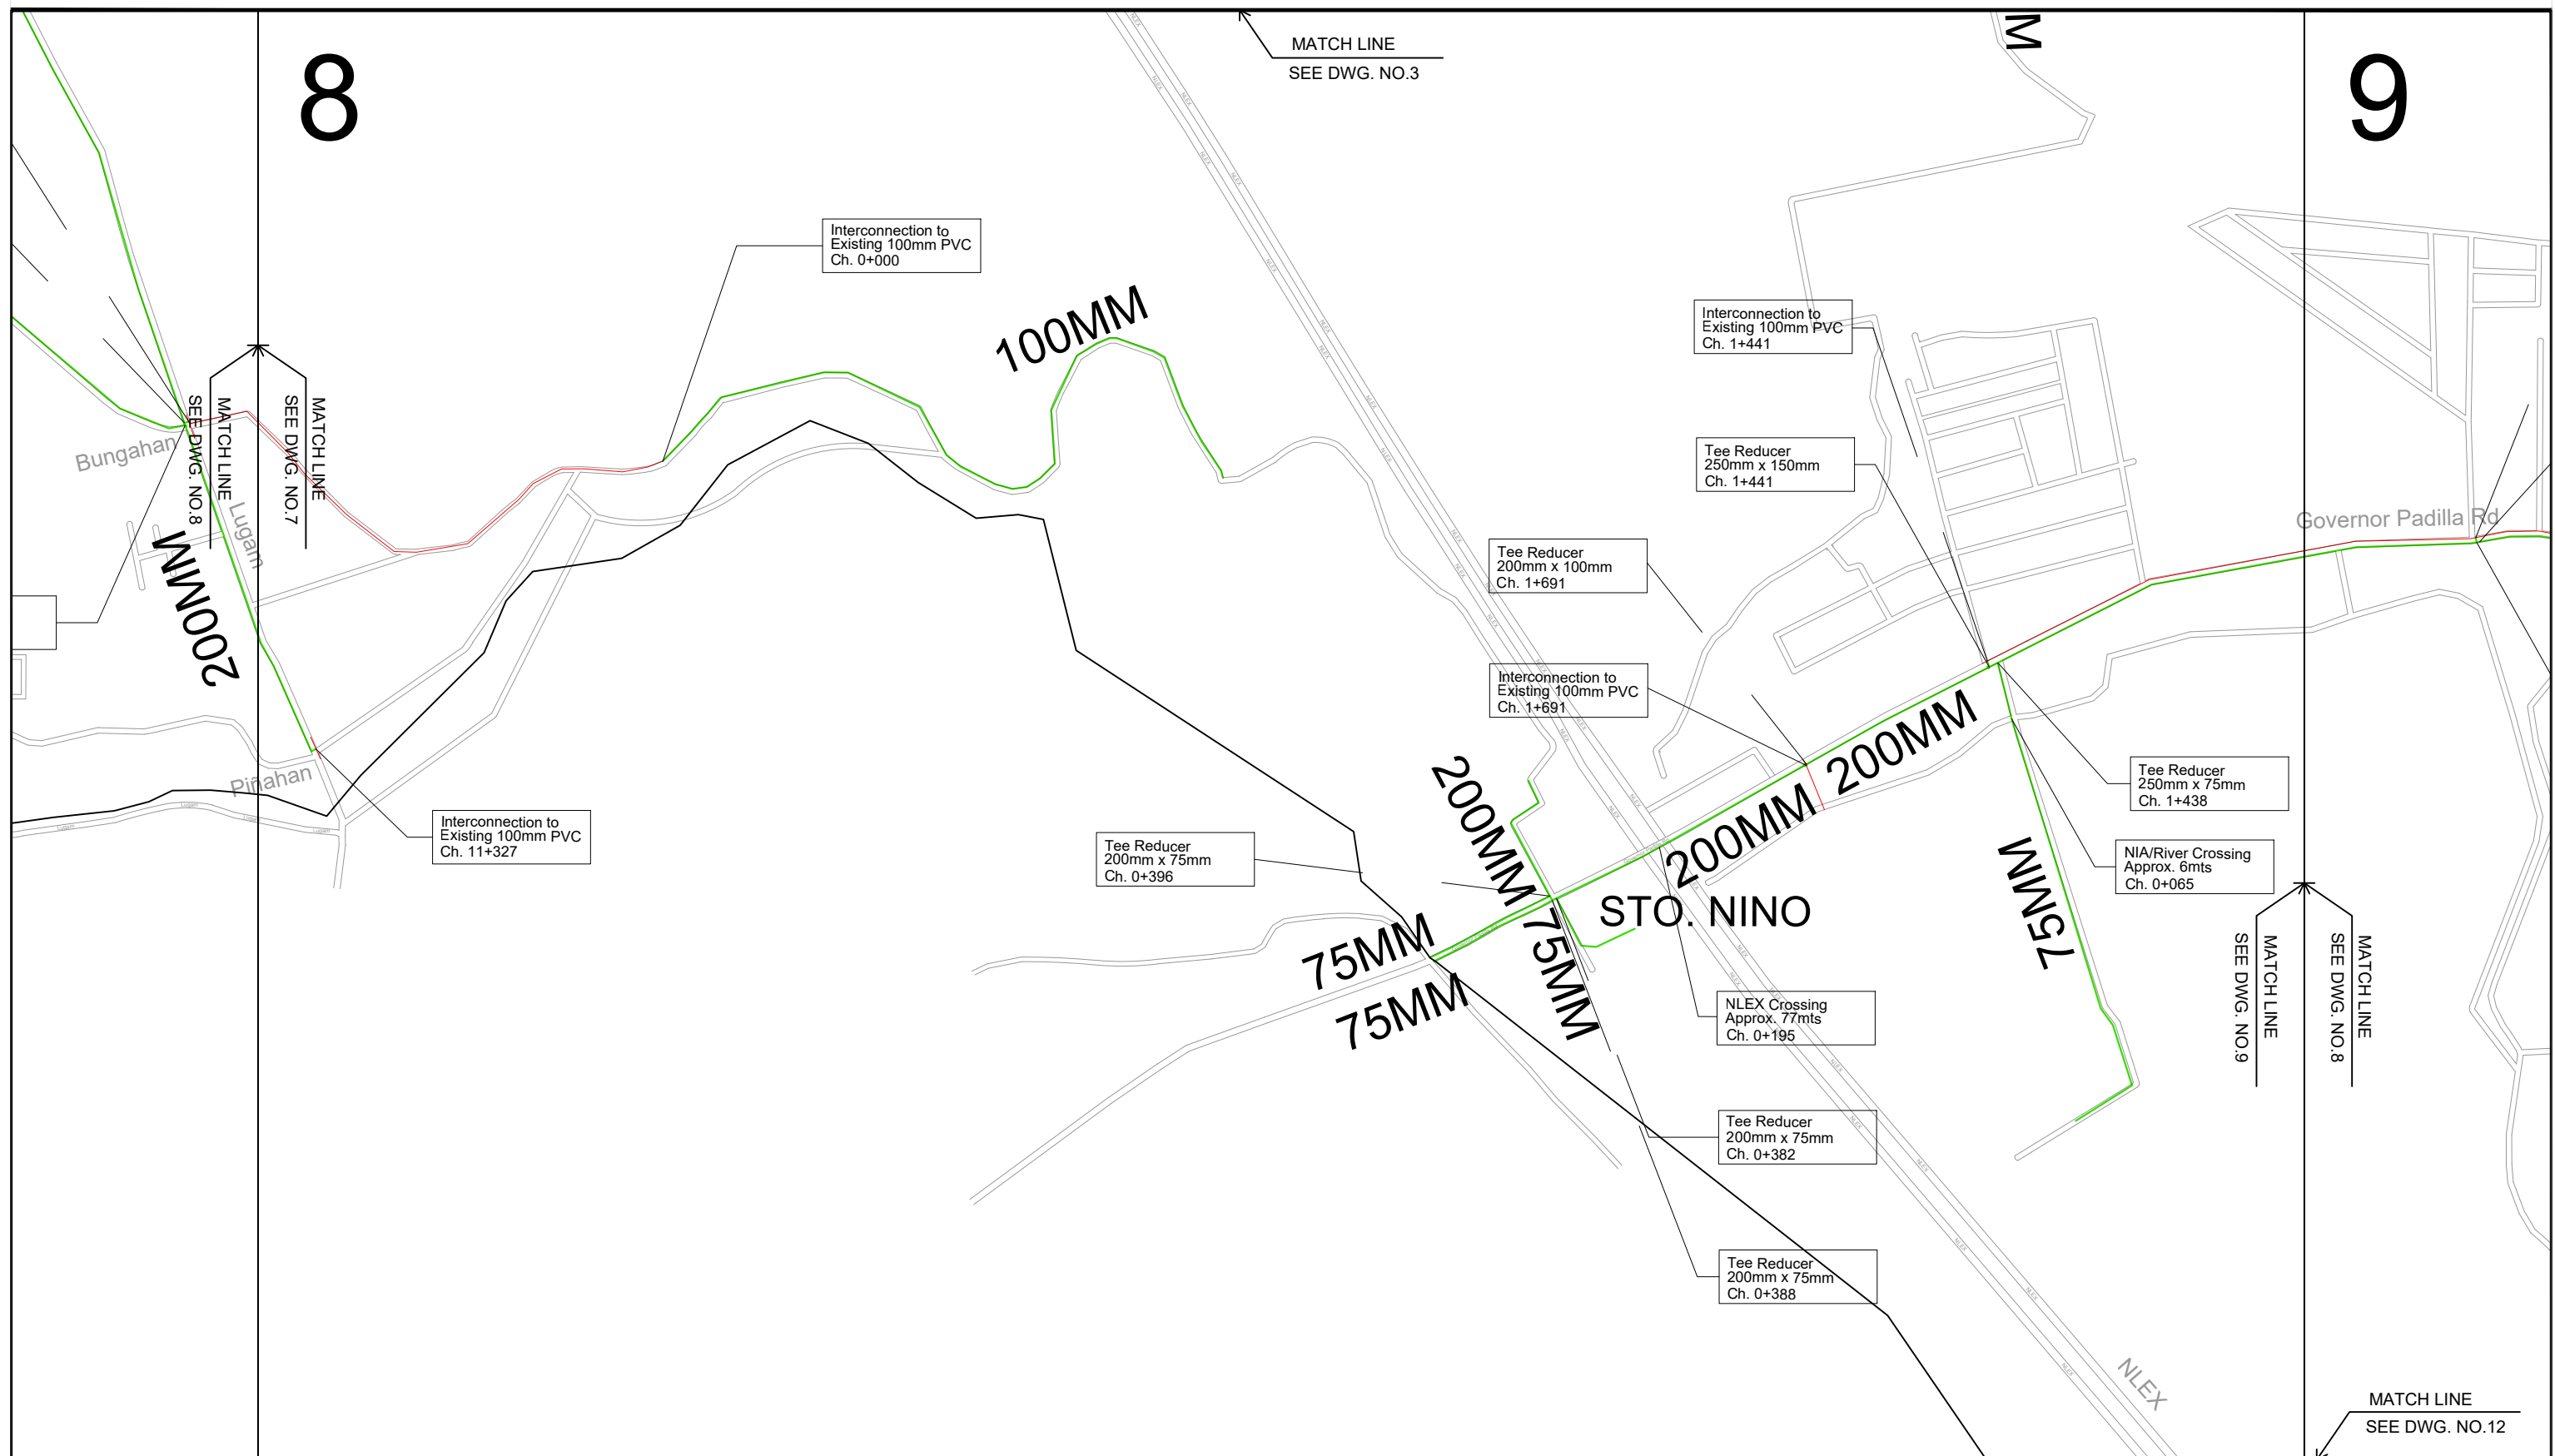 8
MATCH LINE
SEE DWG. NO.3
M
9
Interconnection to
Existing 100mm PVC
Ch. 0+000
100MM
Interconnection to
Existing 100mm PVC
Ch. 1+441
MATCH LINE
SEE DWG. NO.8
MATCH LINE
SEE DWG. NO.7
Bungahan
Lugam
200MM
Tee Reducer
250mm x 150mm
Ch. 1+441
Governor Padilla Rd
Tee Reducer
200mm x 100mm
Ch. 1+691
Interconnection to
Existing 100mm PVC
Ch. 1+691
200MM
200MM
200MM
Tee Reducer
250mm x 75mm
Ch. 1+438
Piñahan
Lugam
Lugam
Lugam
Interconnection to
Existing 100mm PVC
Ch. 11+327
Tee Reducer
200mm x 75mm
Ch. 0+396
NIA/River Crossing
Approx. 6mts
Ch. 0+065
75MM
STO. NINO
75MM
75MM
75MM
MATCH LINE
SEE DWG. NO.9
MATCH LINE
SEE DWG. NO.8
NLEX Crossing
Approx. 77mts
Ch. 0+195
Tee Reducer
200mm x 75mm
Ch. 0+382
Tee Reducer
200mm x 75mm
Ch. 0+388
NLEX
NLEX
MATCH LINE
SEE DWG. NO.12